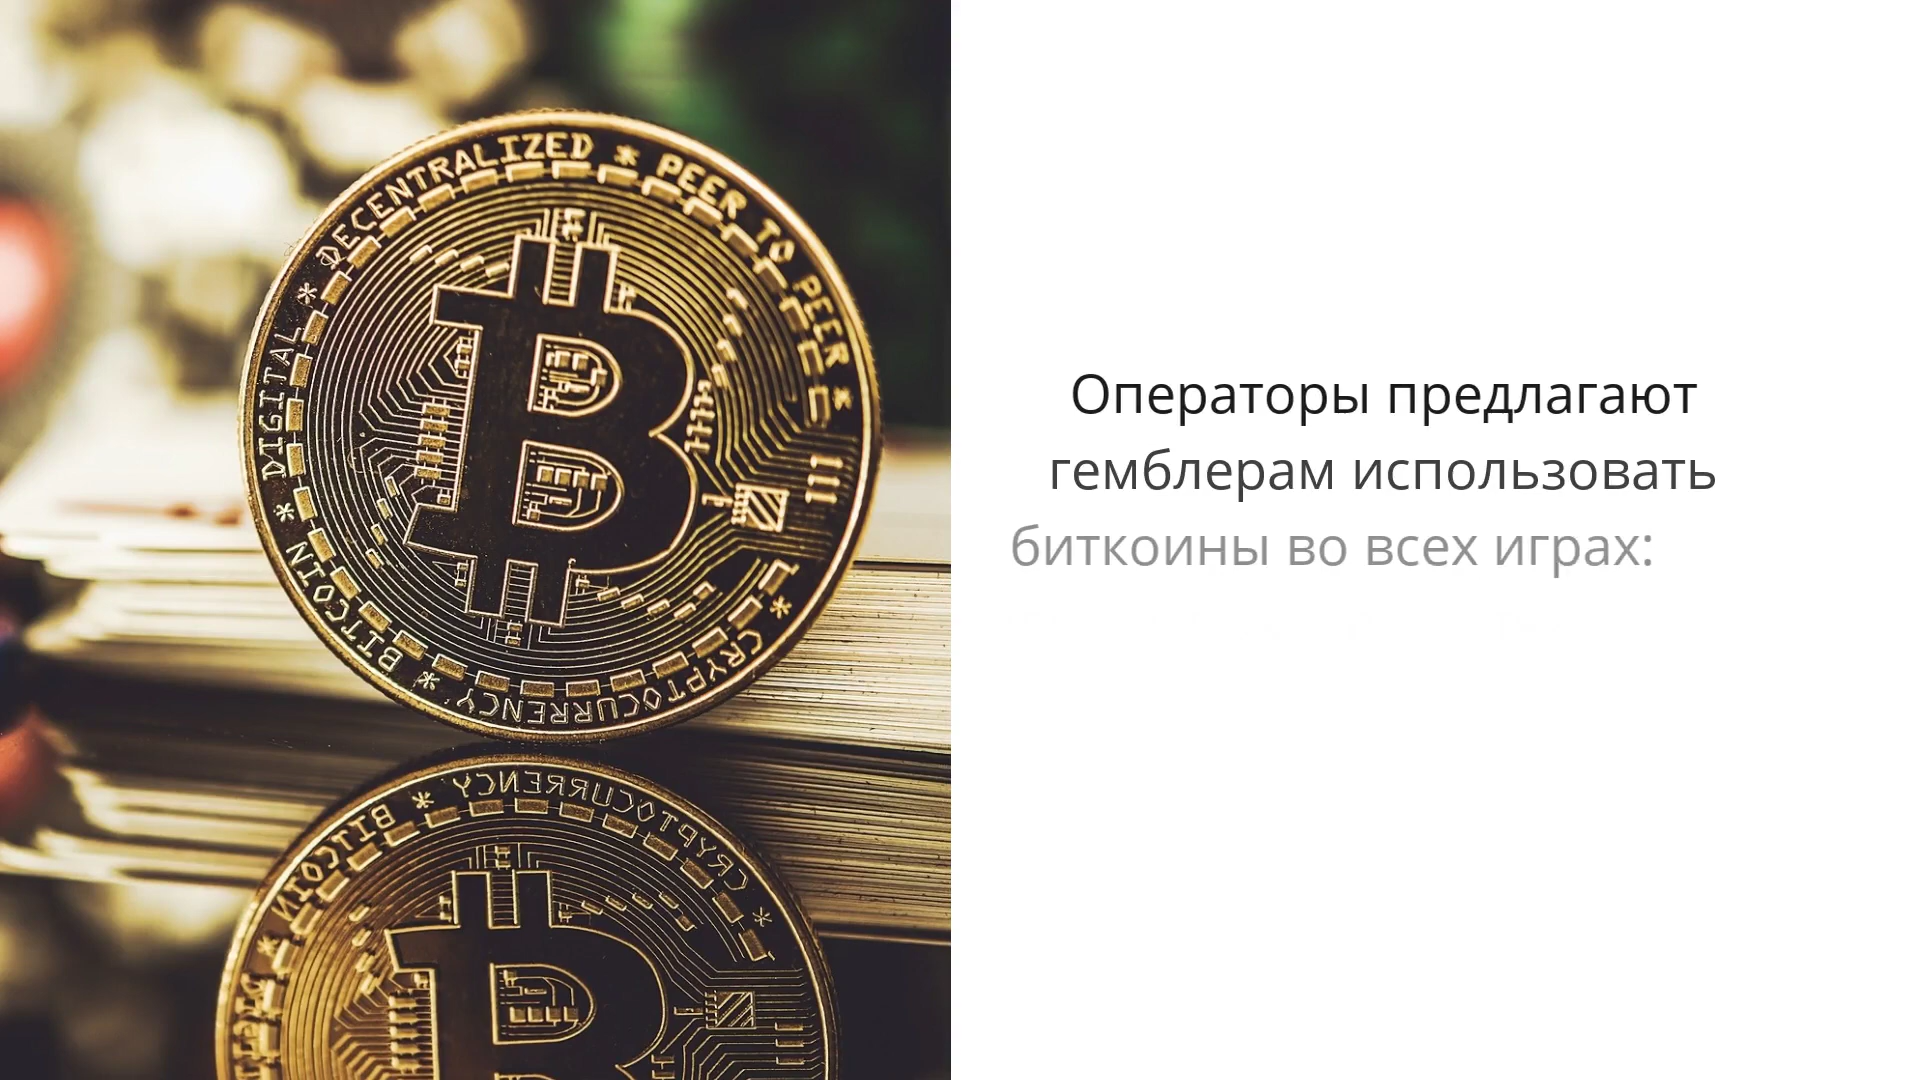 DECENTRALIZED * PEER TO PEER *
DIGITAL *
BITCOIN * CRYPTOCURRENCY *
Операторы предлагают
гемблерам использовать
биткоины во всех играх: